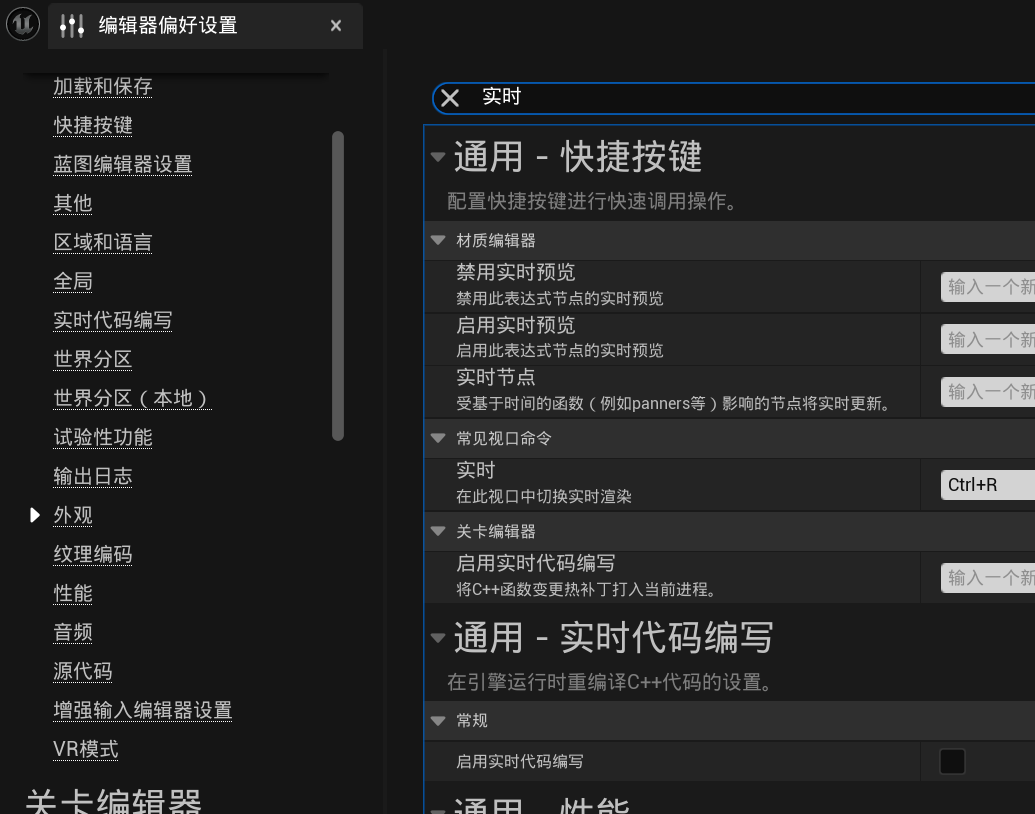 编辑器偏好设置
加载和保存
快捷按键
蓝图编辑器设置
其他
区域和语言
全局
实时代码编写
世界分区
世界分区（本地）
试验性功能
输出日志
外观
纹理编码
性能
音频
源代码
增强输入编辑器设置
VR模式
关卡编辑器
实时
通用 - 快捷按键
配置快捷按键进行快速调用操作。
材质编辑器
禁用实时预览
禁用此表达式节点的实时预览
输入一个新
启用实时预览
启用此表达式节点的实时预览
输入一个新
实时节点
受基于时间的函数（例如panners等）影响的节点将实时更新。
输入一个新
常见视口命令
实时
在此视口中切换实时渲染
Ctrl+R
关卡编辑器
启用实时代码编写
将C++函数变更热补丁打入当前进程。
输入一个新
通用 - 实时代码编写
在引擎运行时重编译C++代码的设置。
常规
启用实时代码编写
通用 - 性能